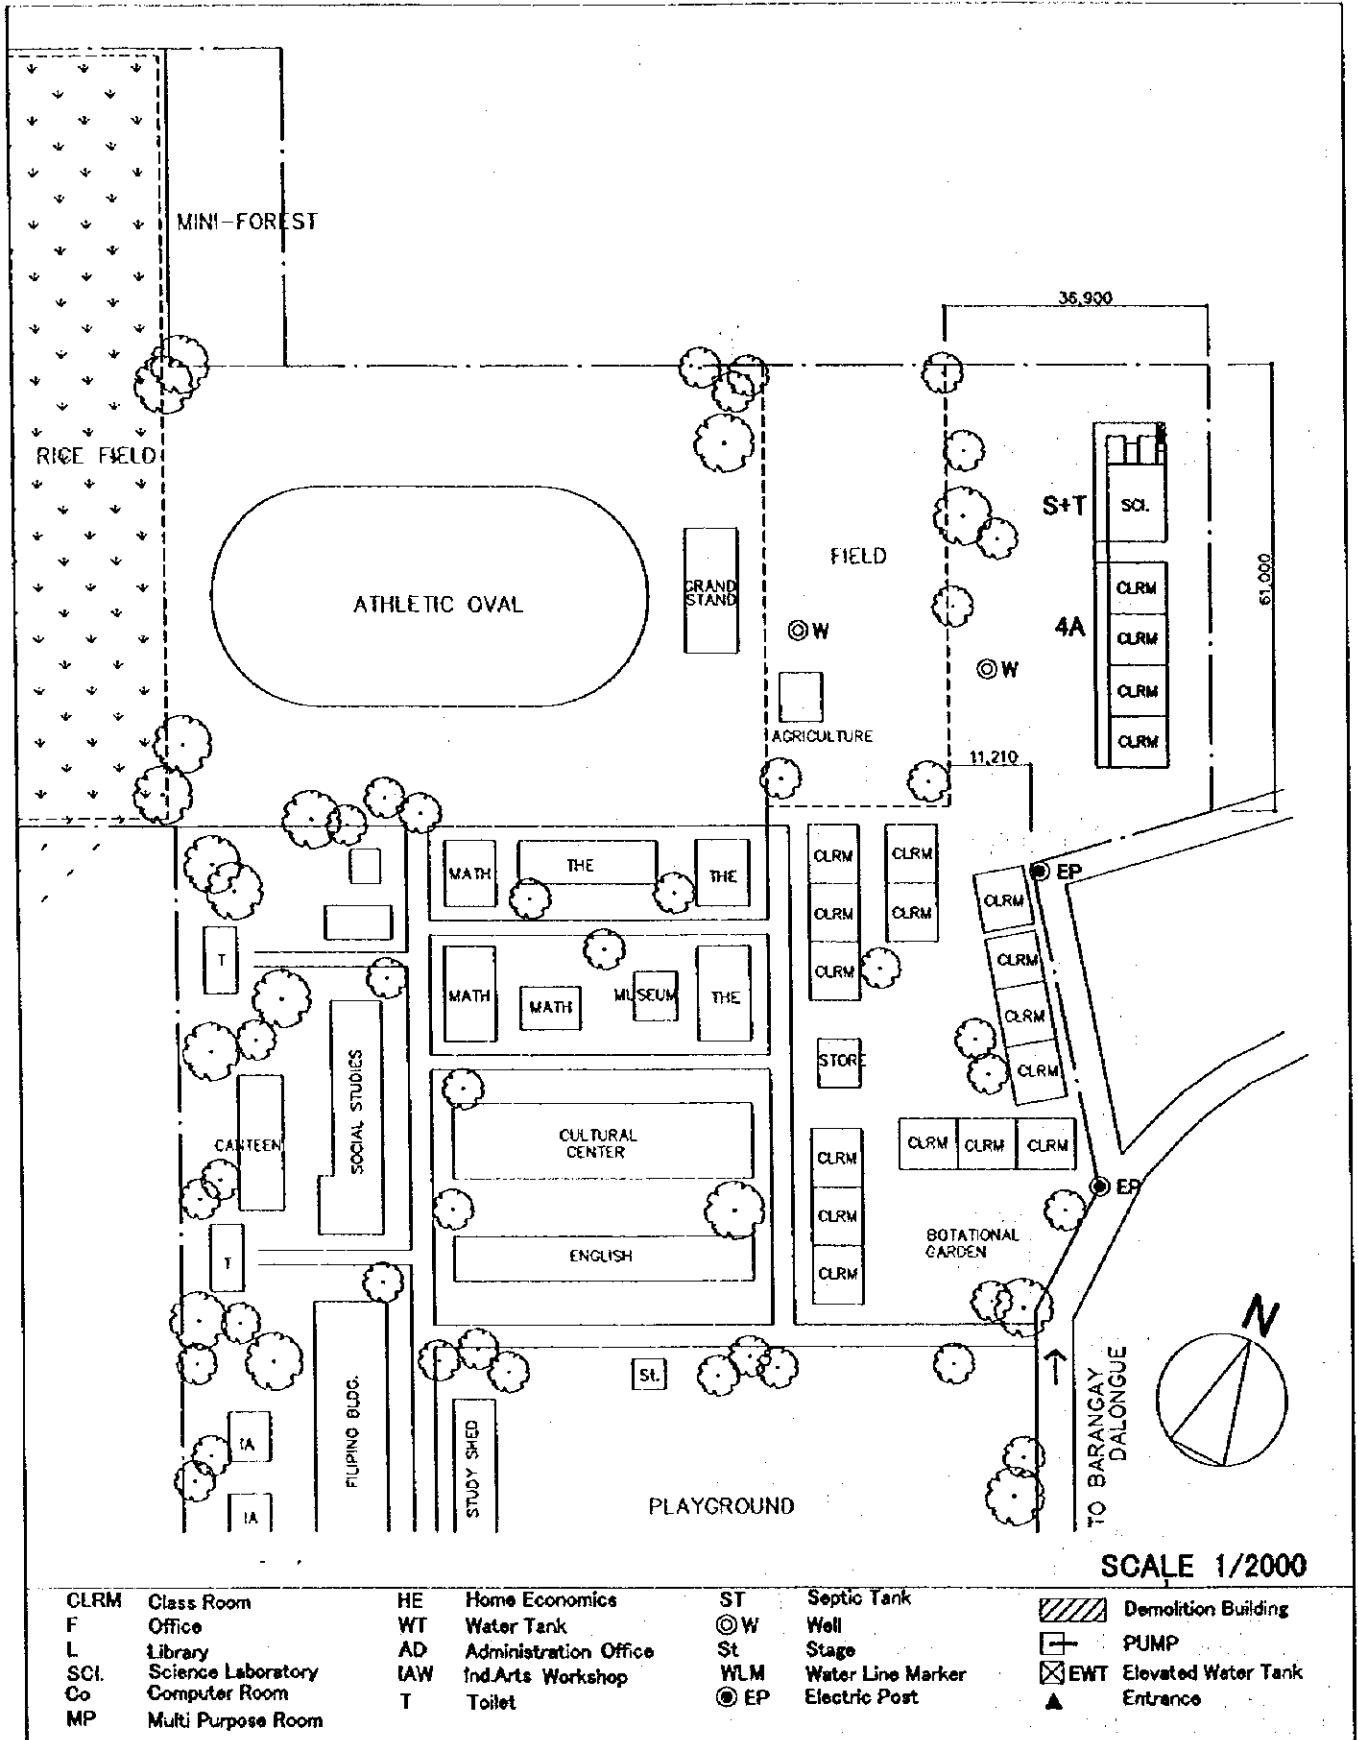 MINI-FOREST
36,900
RICE FIELD
S+T
SCI.
FIELD
61,000
ATHLETIC OVAL
GRAND
STAND
CLRM
4A
CLRM
W
W
CLRM
AGRICULTURE
CLRM
11,210
MATH
THE
THE
CLRM
CLRM
EP
CLRM
CLRM
CLRM
T
CLRM
CLRM
MATH
MATH
MUSEUM
THE
CLRM
STORE
CLRM
SOCIAL STUDIES
CANTEEN
CULTURAL
CENTER
CLRM
CLRM
CLRM
CLRM
EP
CLRM
T
ENGLISH
BOTATIONAL
GARDEN
CLRM
N
St.
TO BARANGAY
DALONGUE
FILIPINO BLDG.
STUDY SHED
IA
IA
PLAYGROUND
SCALE 1/2000
CLRM Class Room
F Office
L Library
SCI. Science Laboratory
Co Computer Room
MP Multi Purpose Room
HE Home Economics
WT Water Tank
AD Administration Office
IAW Ind.Arts Workshop
T Toilet
ST Septic Tank
W Well
St Stage
WLM Water Line Marker
EP Electric Post
Demolition Building
PUMP
EWT Elevated Water Tank
Entrance